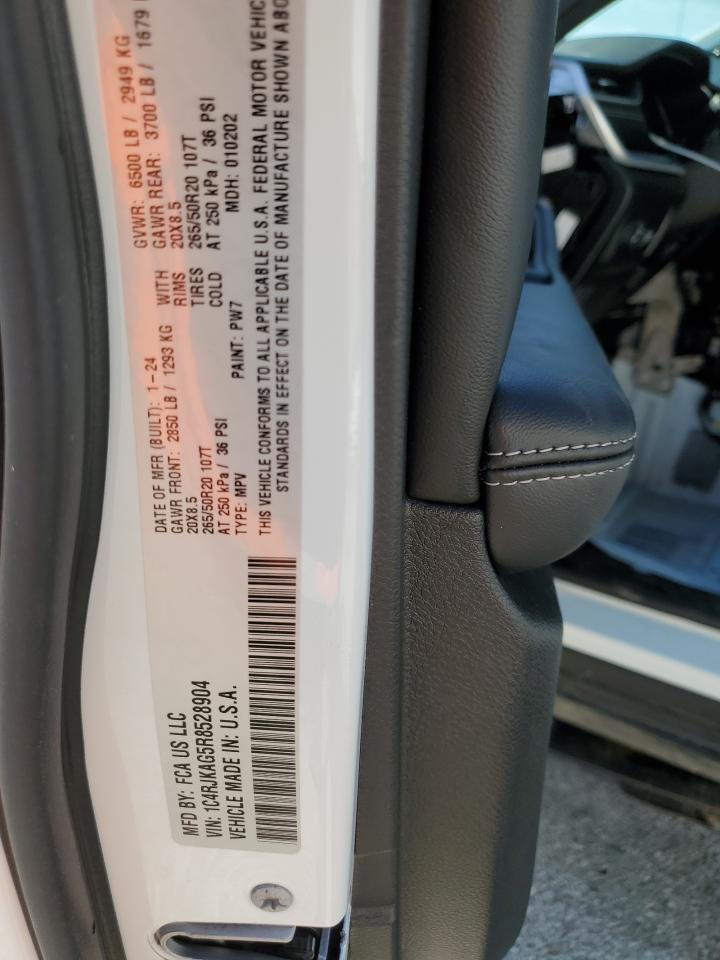 MFD BY: FCA US LLC
VIN: 1C4RJKAG5R8528904
VEHICLE MADE IN: U.S.A.
DATE OF MFR (BUILT): 1-24 GVWR: 6500 LB / 2949 KG
GAWR FRONT: 2850 LB / 1293 KG WITH GAWR REAR: 3700 LB / 1679
20X8.5 RIMS 20X8.5
265/50R20 107T TIRES 265/50R20 107T
AT 250 kPa / 36 PSI COLD AT 250 kPa / 36 PSI
TYPE: MPV PAINT: PW7 MDH: 010202
THIS VEHICLE CONFORMS TO ALL APPLICABLE U.S.A. FEDERAL MOTOR VEHIC
STANDARDS IN EFFECT ON THE DATE OF MANUFACTURE SHOWN ABO